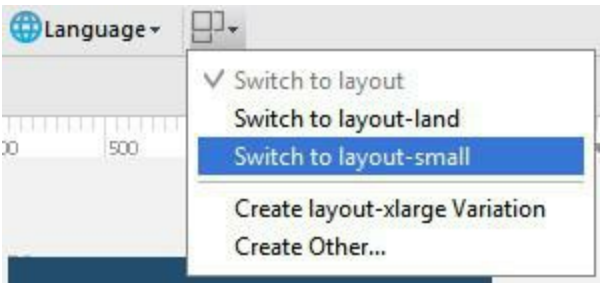 Language
Switch to layout
Switch to layout-land
500
Switch to layout-small
Create layout-xlarge Variation
Create Other...